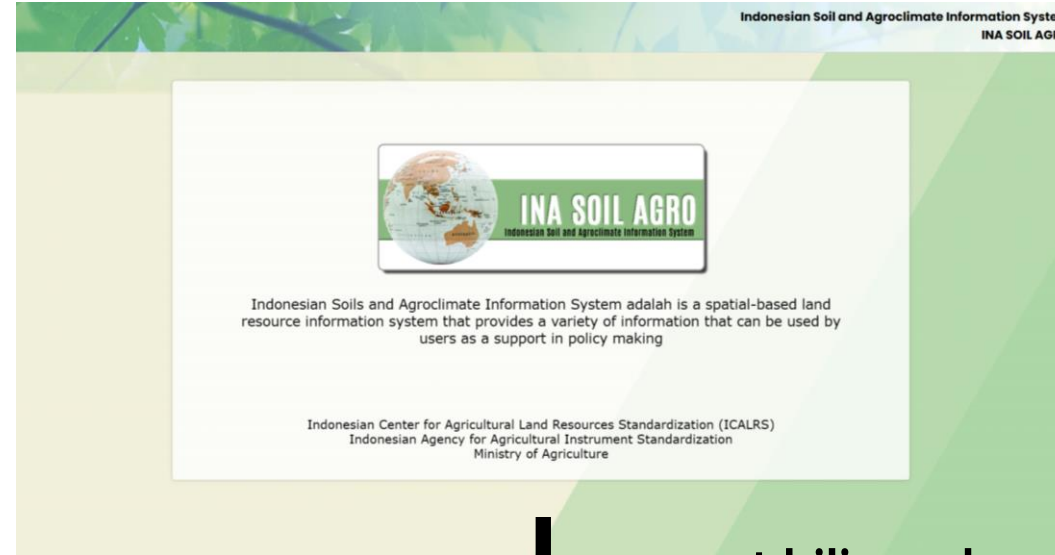 Indonesian Soil and Agroclimate Information Syste
INA SOIL AGR
INA SOIL AGRO
Indonesian Soil and Agroclimate Information System
Indonesian Soils and Agroclimate Information System adalah is a spatial-based land
resource information system that provides a variety of information that can be used by
users as a support in policy making
Indonesian Center for Agricultural Land Resources Standardization (ICALRS)
Indonesian Agency for Agricultural Instrument Standardization
Ministry of Agriculture